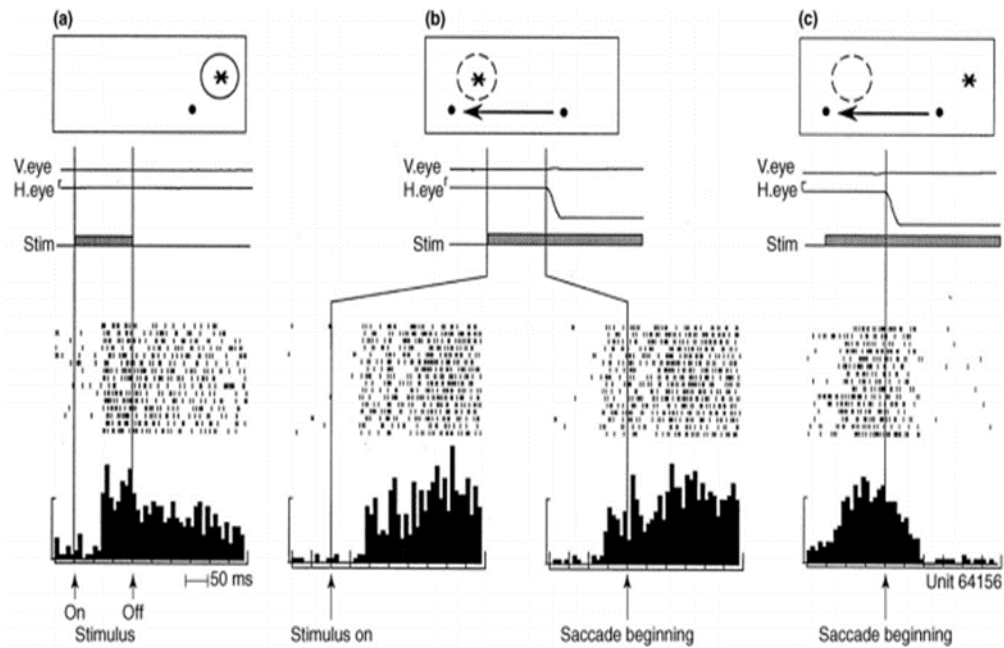 (a)
(b)
(c)
V.eye
H.eye r
Stim
V.eye
H.eye r
Stim
V.eye
H.eye r
Stim
50 ms
Unit 64156
On
Off
Stimulus
Stimulus on
Saccade beginning
Saccade beginning